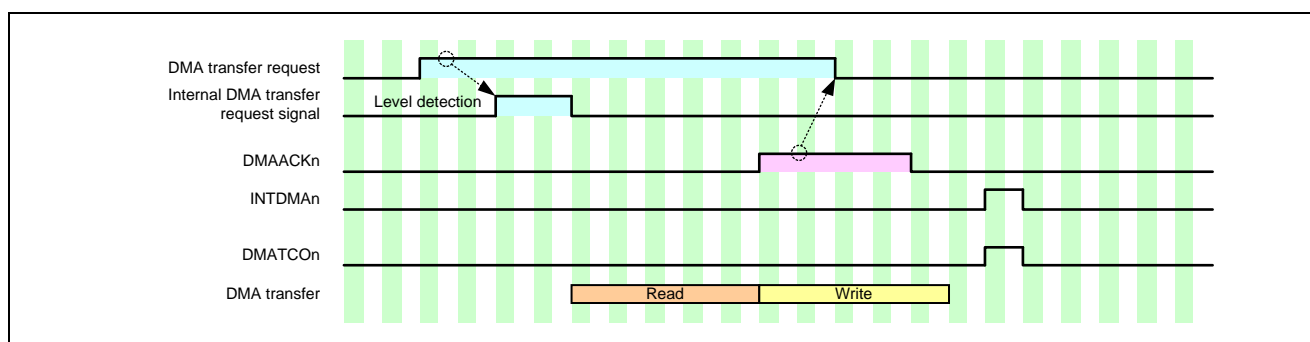 DMA transfer request
Internal DMA transfer
request signal
Level detection
DMAACKn
INTDMAn
DMATCOn
DMA transfer
Read
Write